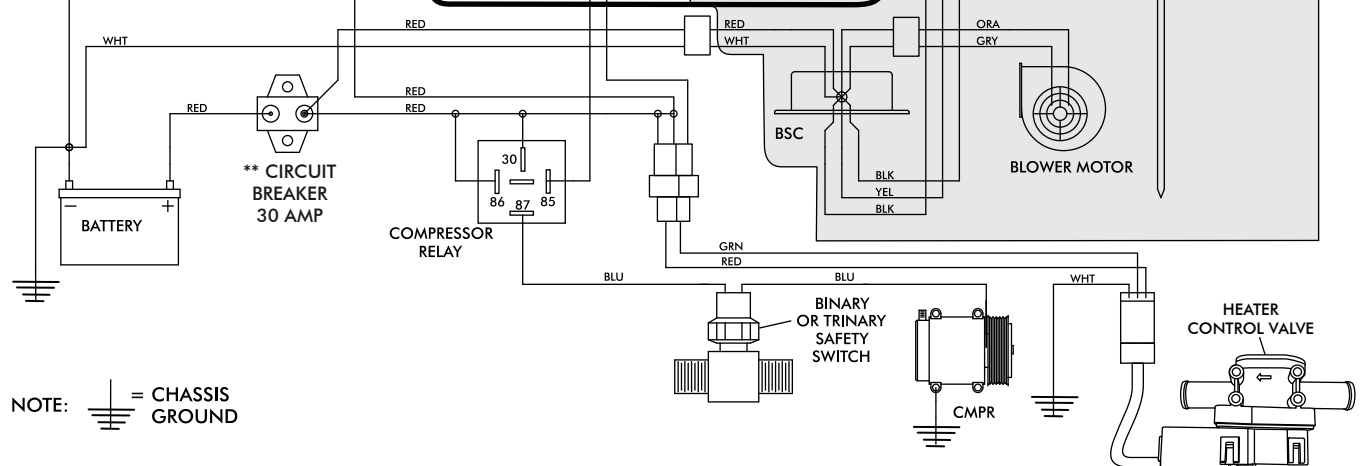 RED
RED
ORA
WHT
WHT
GRY
RED
RED
RED
BSC
BLOWER MOTOR
** CIRCUIT
BREAKER
30 AMP
30
86
87
85
COMPRESSOR
RELAY
BLK
YEL
BLK
−
+
BATTERY
GRN
RED
BLU
BLU
WHT
BINARY
OR TRINARY
SAFETY
SWITCH
HEATER
CONTROL VALVE
CMPR
NOTE:
= CHASSIS
GROUND